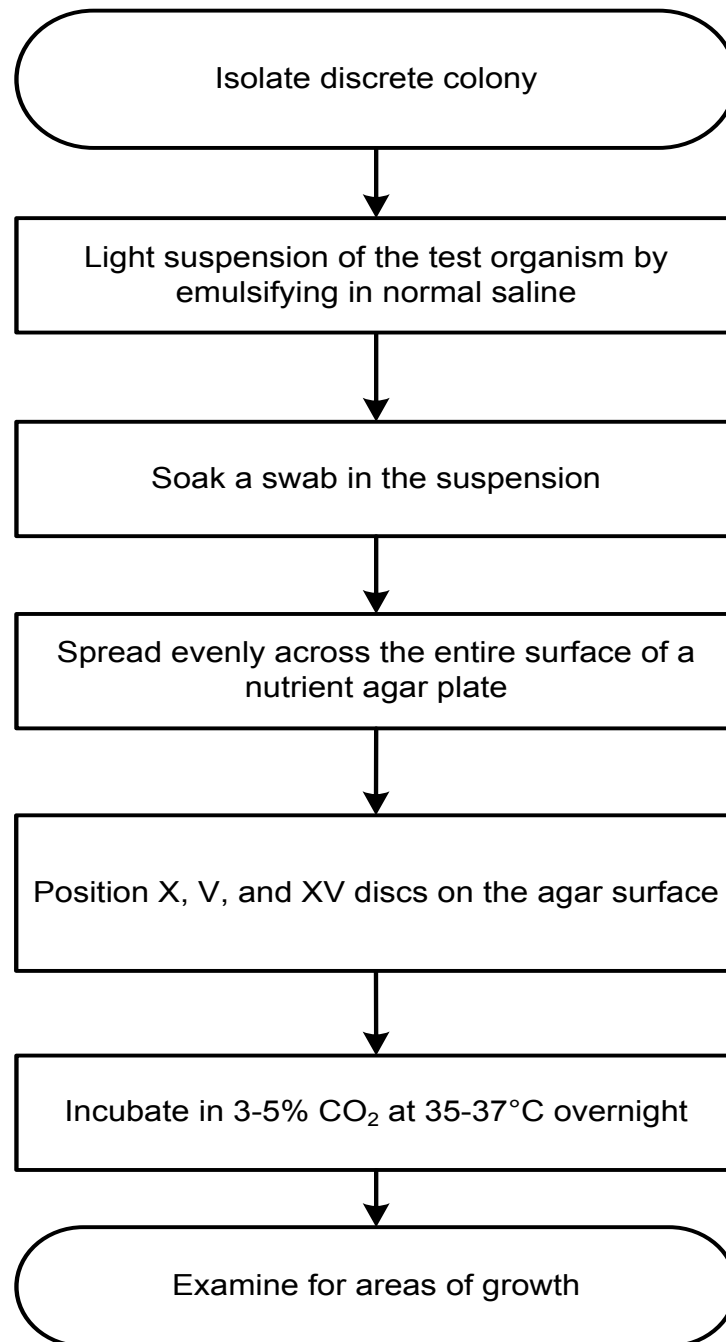 Isolate discrete colony
Light suspension of the test organism by
emulsifying in normal saline
Soak a swab in the suspension
Spread evenly across the entire surface of a
nutrient agar plate
Position X, V, and XV discs on the agar surface
Incubate in 3-5% CO₂ at 35-37°C overnight
Examine for areas of growth